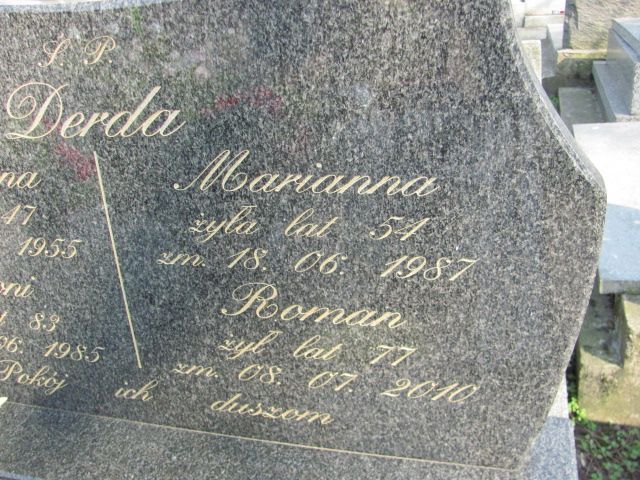 Ś. P.
Derda
na
47
1955
oni
83
06. 1985
Marianna
żyła lat 54
zm. 18. 06. 1987
Roman
żył lat 77
zm. 08. 07. 2010
Pokój ich duszom